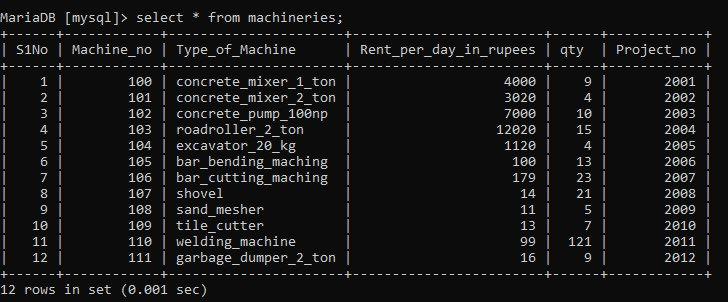 MariaDB [mysql]> select * from machineries;
+------+------------+-----------------------+------------------------+------+------------+
| S1No | Machine_no | Type_of_Machine       | Rent_per_day_in_rupees | qty  | Project_no |
+------+------------+-----------------------+------------------------+------+------------+
|    1 |        100 | concrete_mixer_1_ton  |                   4000 |    9 |       2001 |
|    2 |        101 | concrete_mixer_2_ton  |                   3020 |    4 |       2002 |
|    3 |        102 | concrete_pump_100np   |                   7000 |   10 |       2003 |
|    4 |        103 | roadroller_2_ton      |                  12020 |   15 |       2004 |
|    5 |        104 | excavator_20_kg       |                   1120 |    4 |       2005 |
|    6 |        105 | bar_bending_maching   |                    100 |   13 |       2006 |
|    7 |        106 | bar_cutting_maching   |                    179 |   23 |       2007 |
|    8 |        107 | shovel                |                     14 |   21 |       2008 |
|    9 |        108 | sand_mesher           |                     11 |    5 |       2009 |
|   10 |        109 | tile_cutter           |                     13 |    7 |       2010 |
|   11 |        110 | welding_machine       |                     99 |  121 |       2011 |
|   12 |        111 | garbage_dumper_2_ton  |                     16 |    9 |       2012 |
+------+------------+-----------------------+------------------------+------+------------+
12 rows in set (0.001 sec)